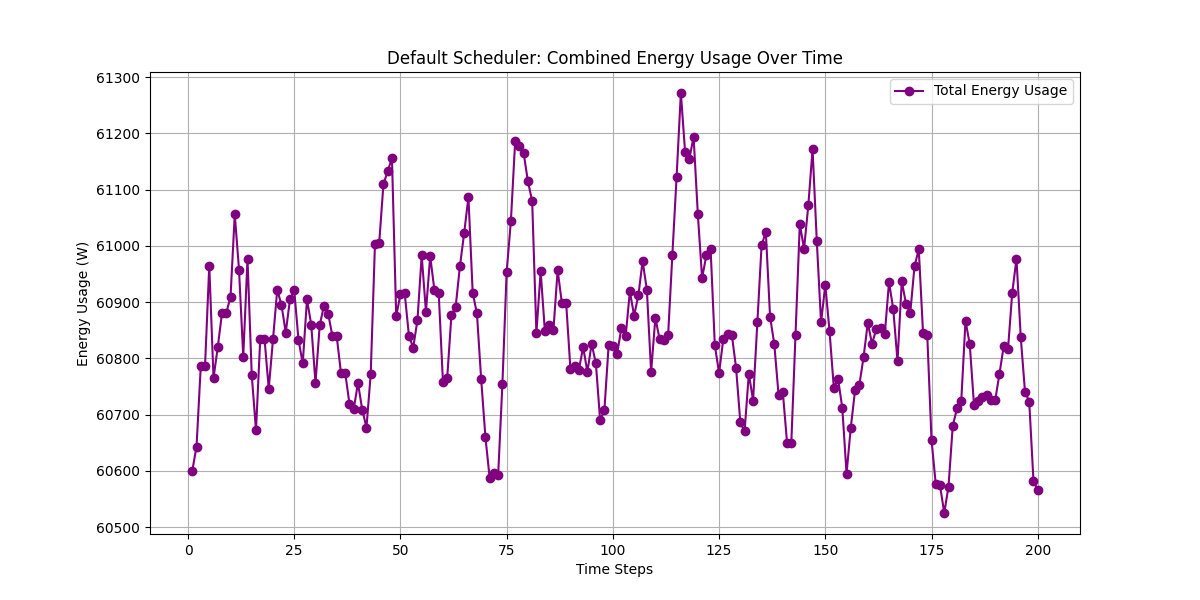 Default Scheduler: Combined Energy Usage Over Time
Total Energy Usage
Energy Usage (W)
61300
61200
61100
61000
60900
60800
60700
60600
60500
0 25 50 75 100 125 150 175 200
Time Steps